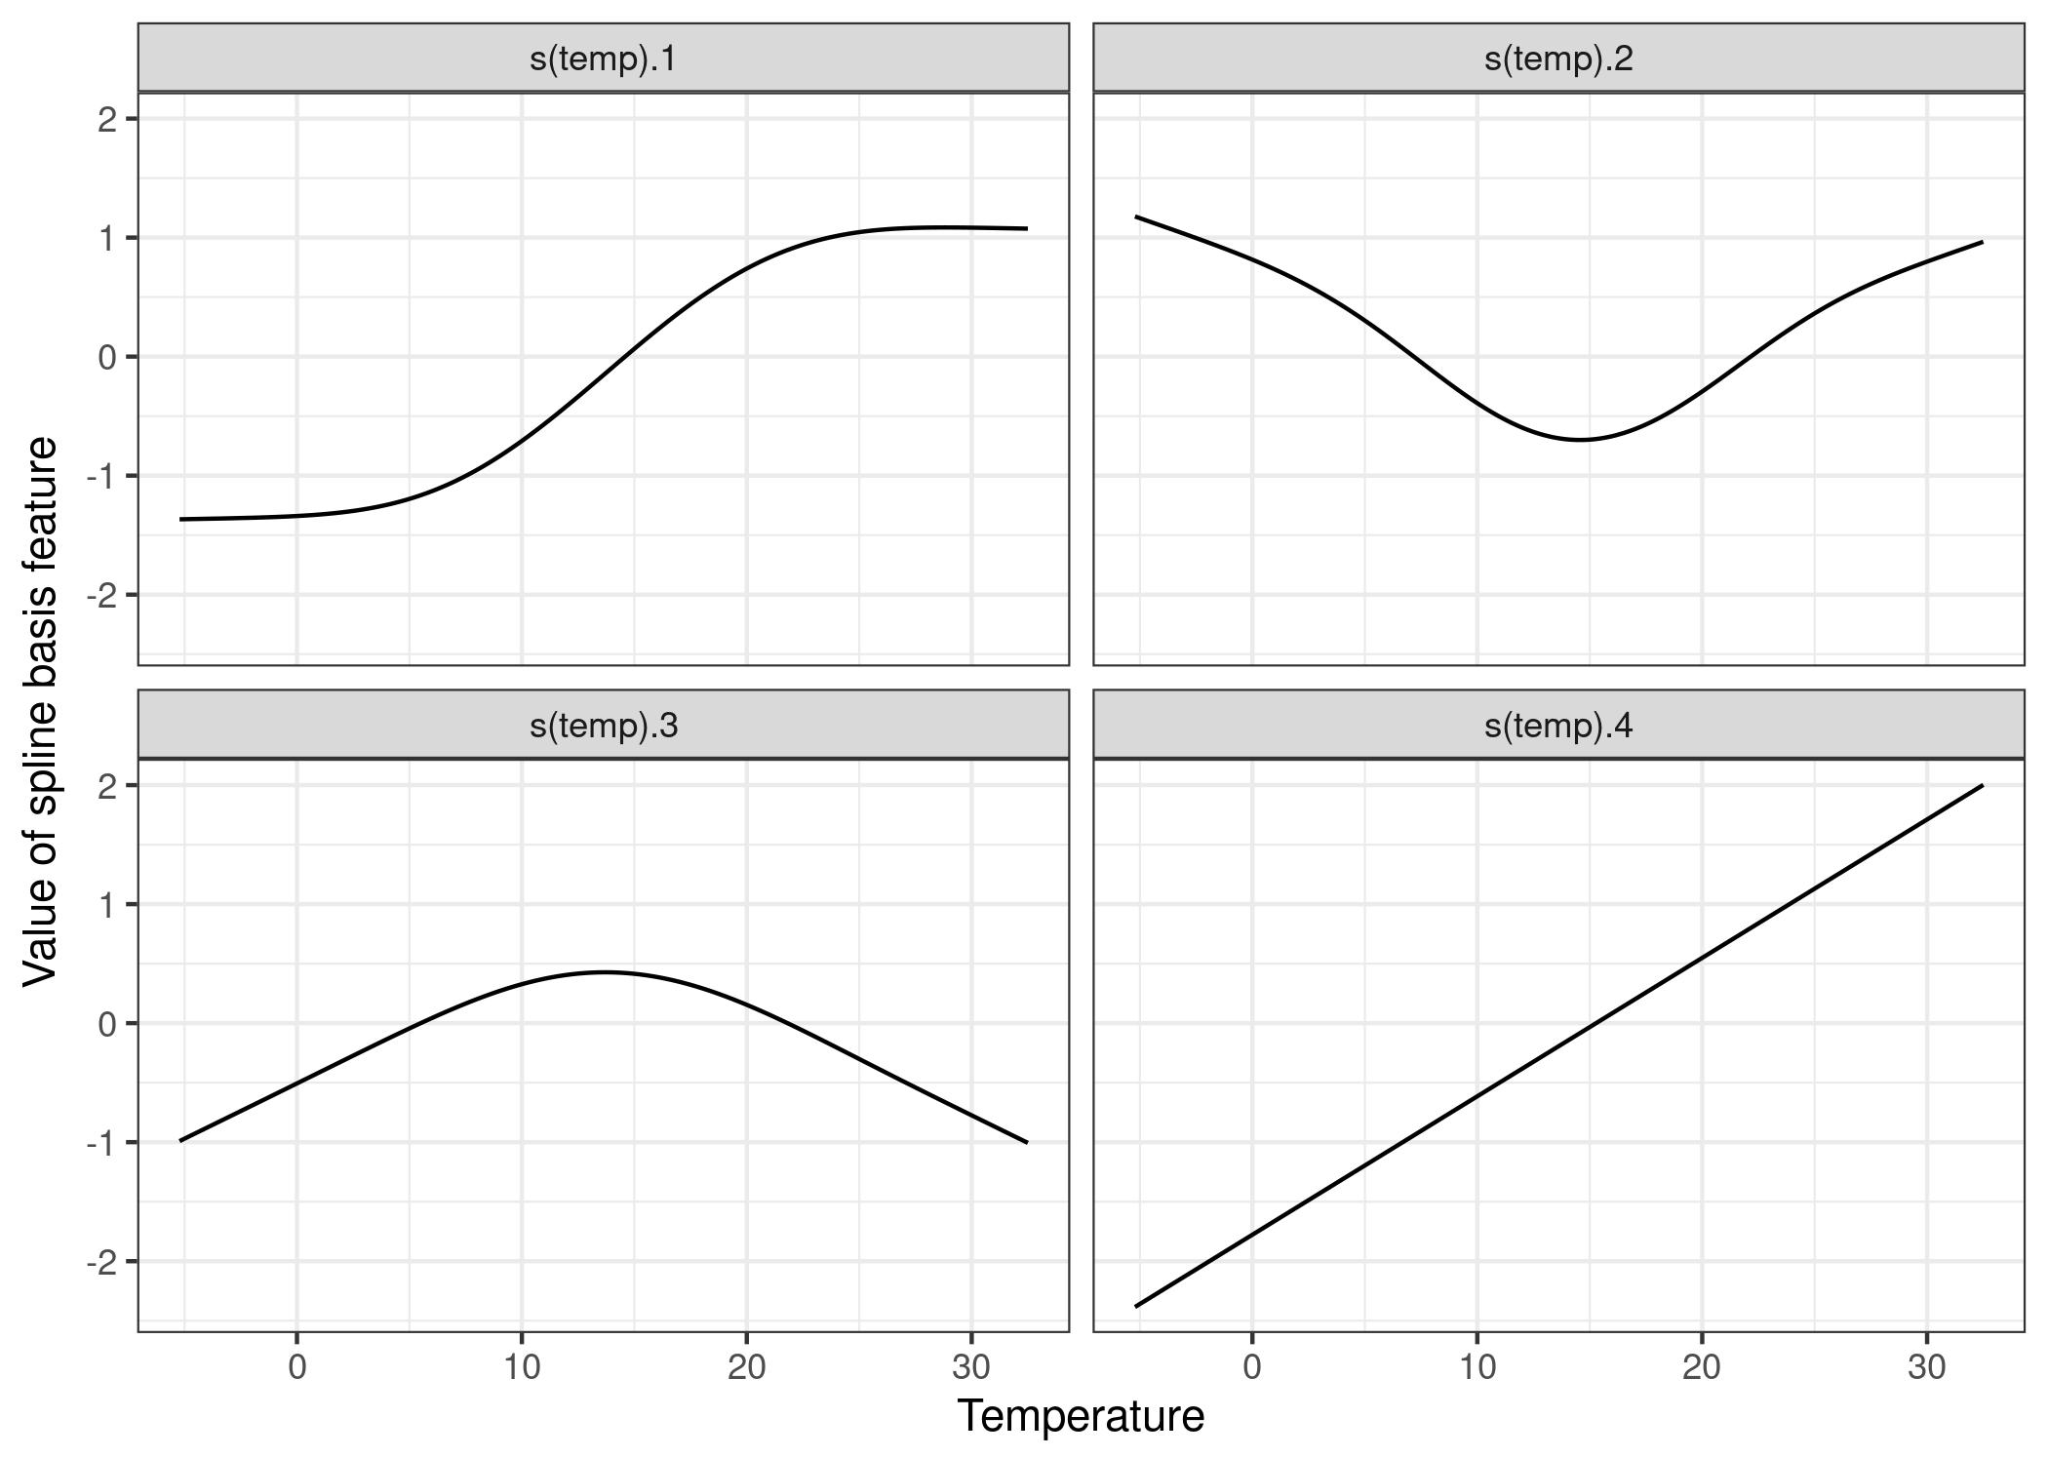 s(temp).1
s(temp).2
2
1
0
-1
-2
s(temp).3
s(temp).4
2
1
0
-1
-2
0 10 20 30
0 10 20 30
Temperature
Value of spline basis feature